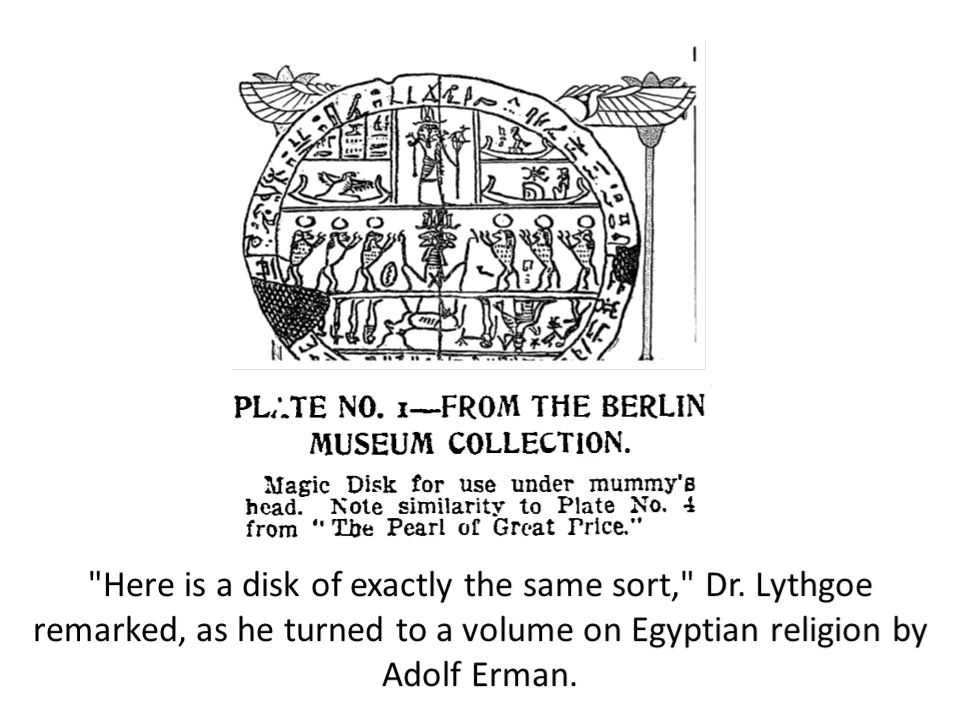 PLATE NO. 1—FROM THE BERLIN
MUSEUM COLLECTION.
Magic Disk for use under mummy's
head. Note similarity to Plate No. 4
from "The Pearl of Great Price."
"Here is a disk of exactly the same sort," Dr. Lythgoe
remarked, as he turned to a volume on Egyptian religion by
Adolf Erman.